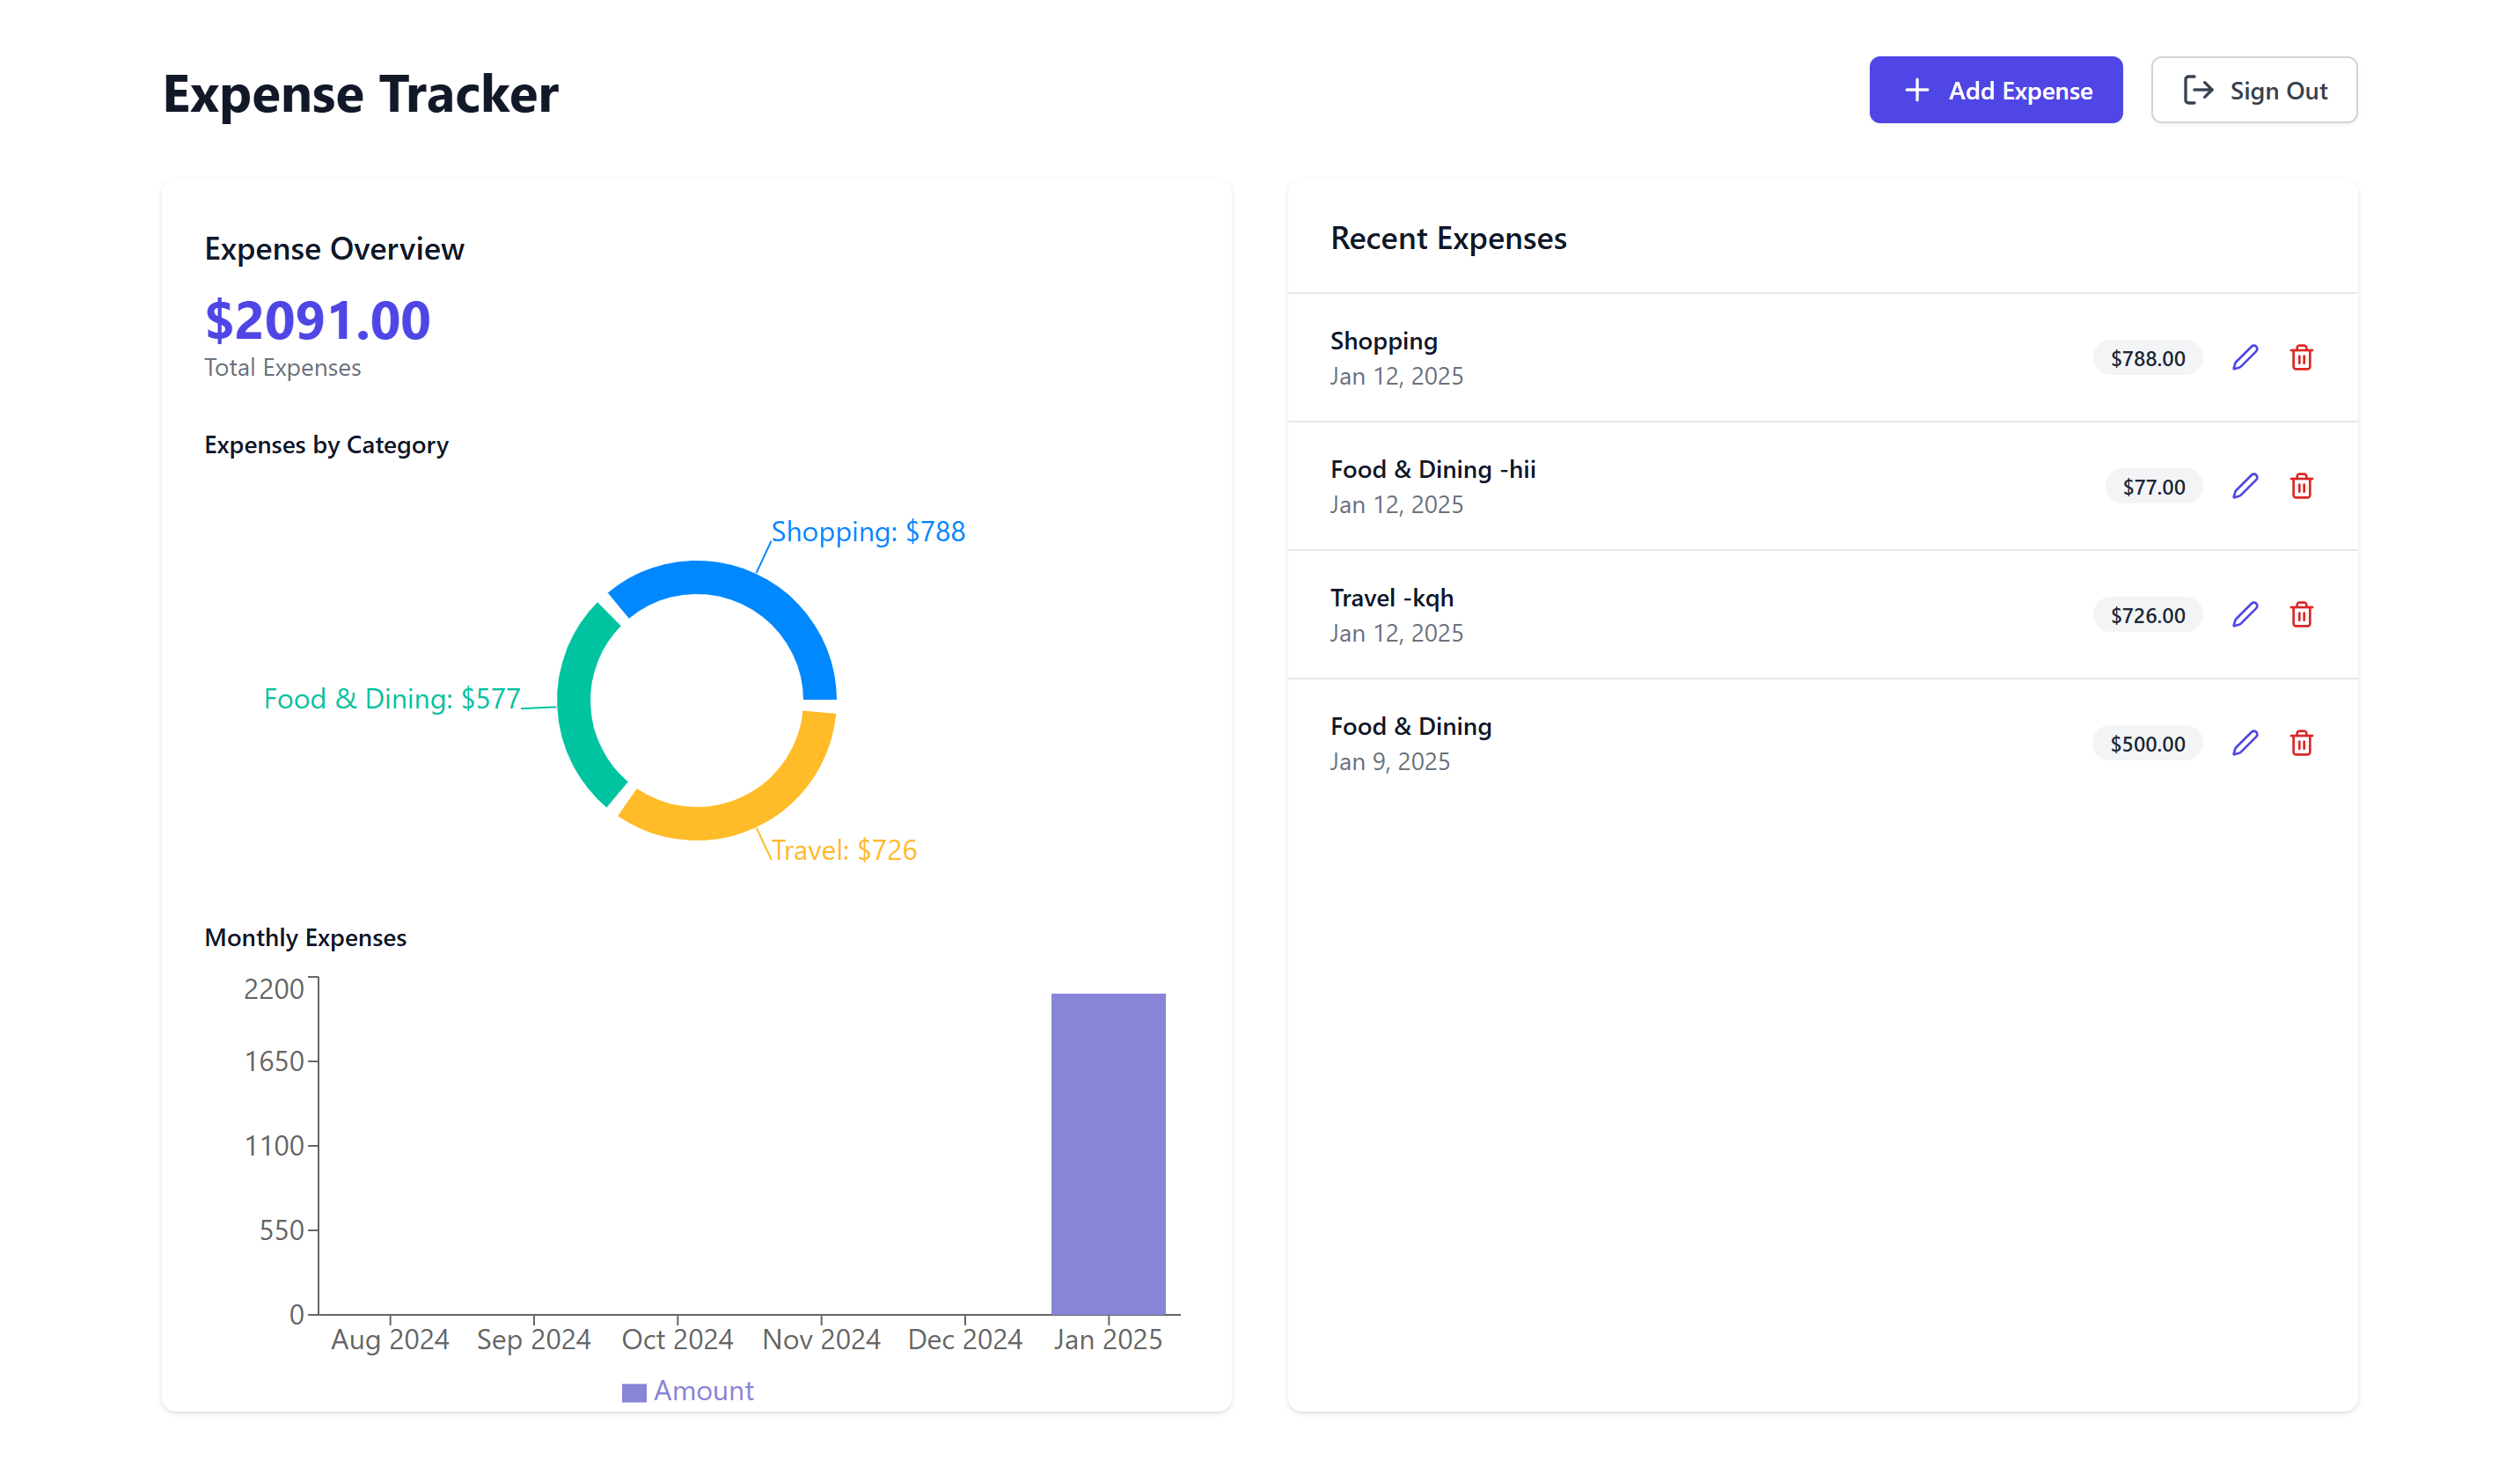 Expense Tracker
Add Expense
Sign Out
Expense Overview
$2091.00
Total Expenses
Expenses by Category
Shopping: $788
Food & Dining: $577
Travel: $726
Monthly Expenses
2200
1650
1100
550
0
Aug 2024 Sep 2024 Oct 2024 Nov 2024 Dec 2024 Jan 2025
Amount
Recent Expenses
Shopping
Jan 12, 2025
$788.00
Food & Dining -hii
Jan 12, 2025
$77.00
Travel -kqh
Jan 12, 2025
$726.00
Food & Dining
Jan 9, 2025
$500.00